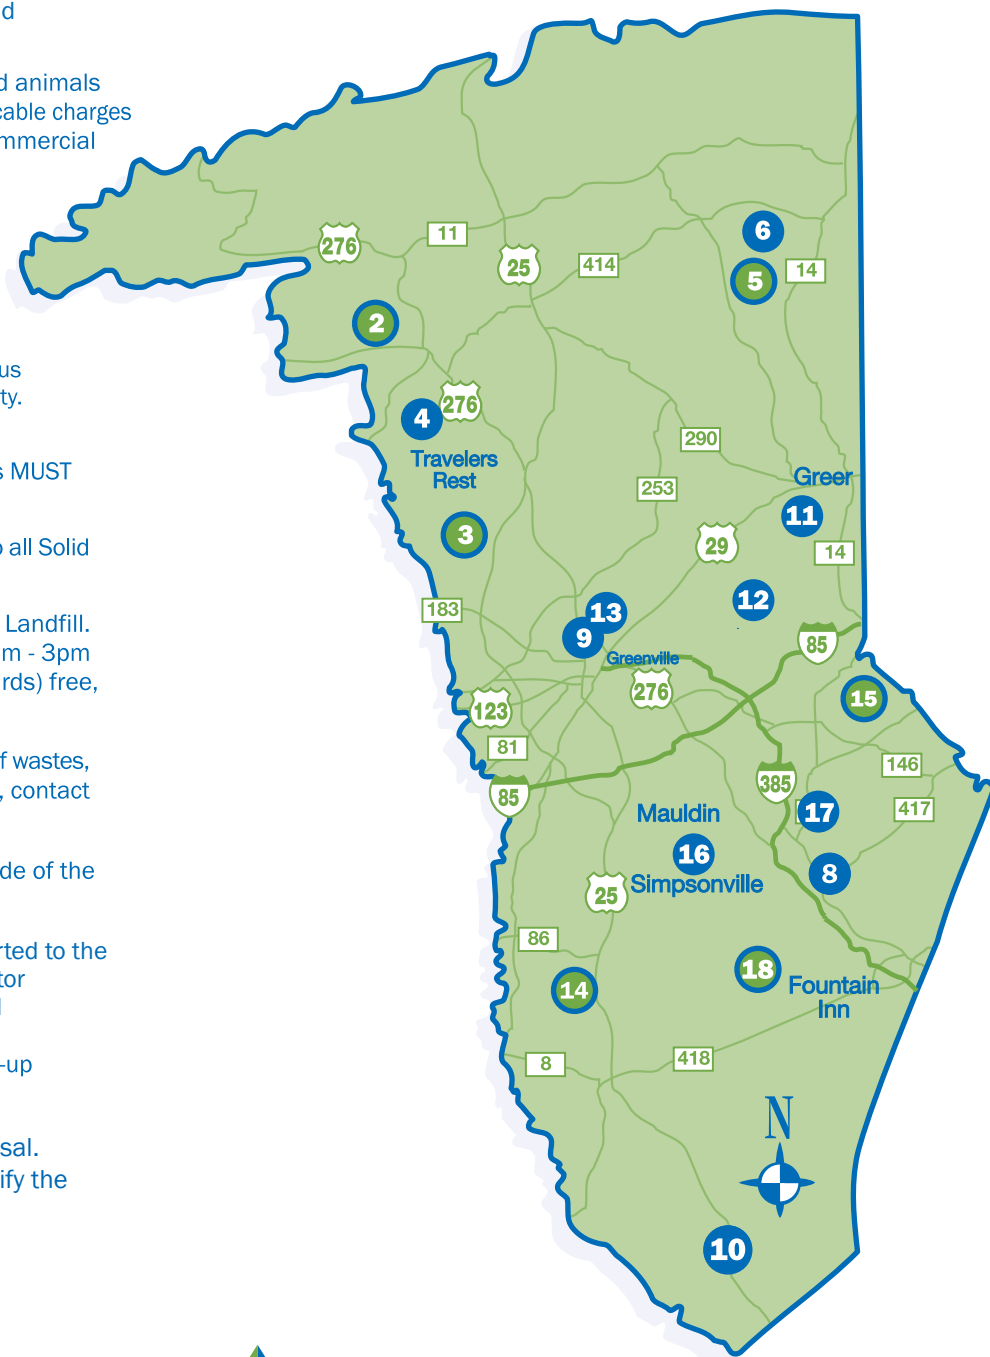 d
d animals
cable charges
mmercial
us
ty.
s MUST
o all Solid
Landfill.
m - 3pm
rds) free,
f wastes,
, contact
de of the
rted to the
tor
l
-up
sal.
ify the
6
11
276
25
414
14
5
2
276
4
290
Travelers
Rest
Greer
253
11
3
29
14
12
183
13
9
85
Greenville
276
15
123
81
146
385
85
417
Mauldin
17
16
8
Simpsonville
25
86
18
14
Fountain
Inn
8
418
N
10